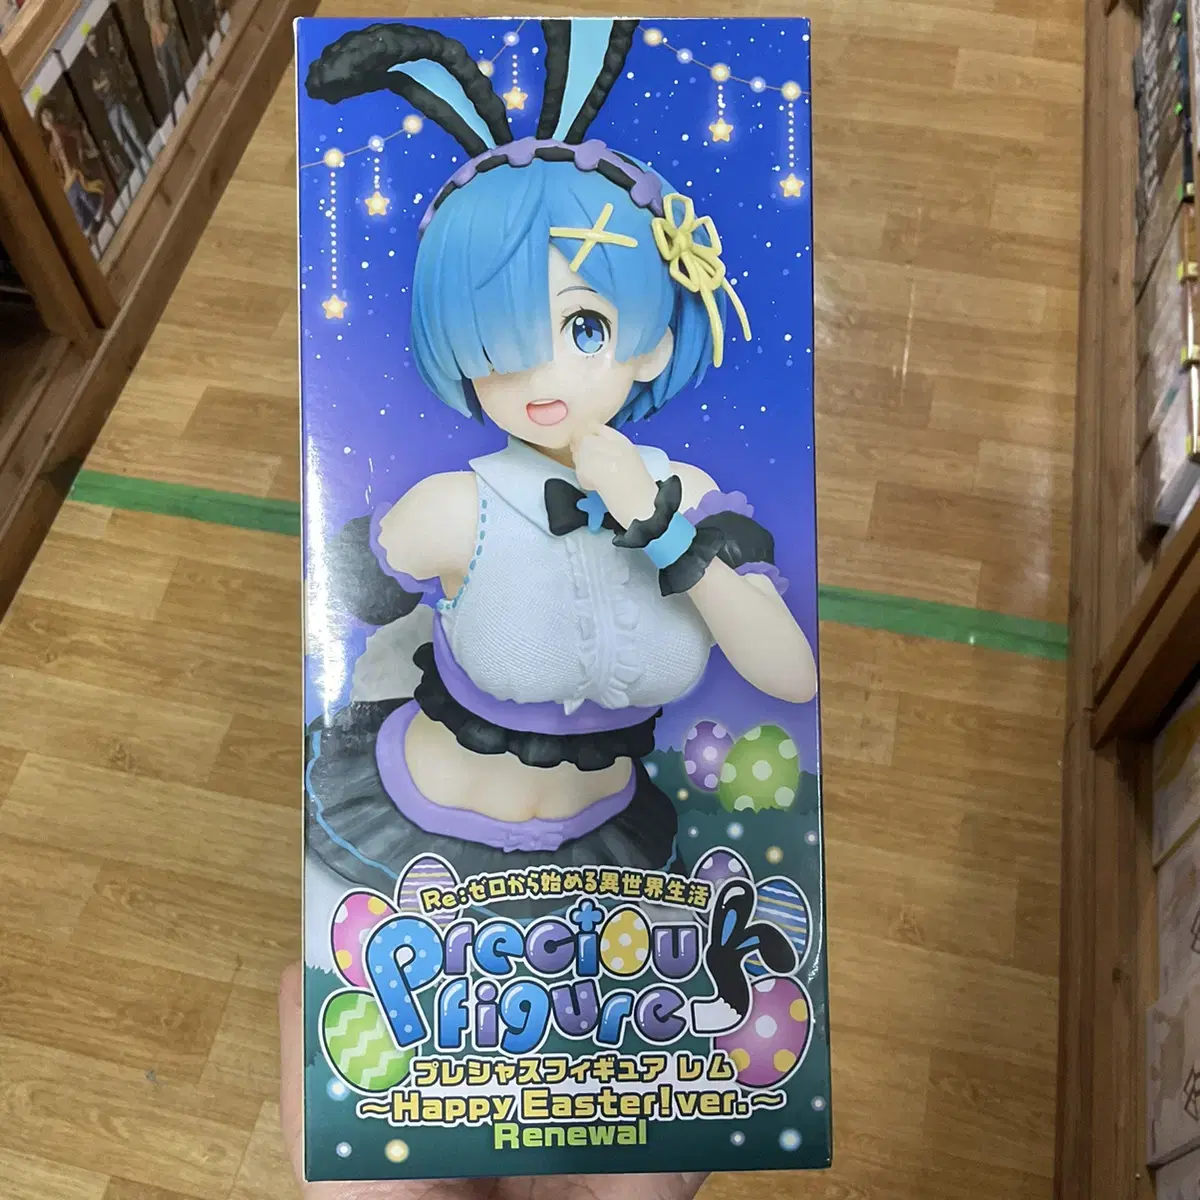 Re:ゼロから始める異世界生活
Precious
figure
プレシャスフィギュア レム
～Happy Easter!ver.～
Renewal